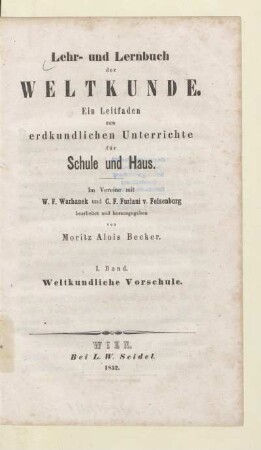 Lehr- und Lernbuch
der
WELTKUNDE.
Ein Leitfaden
zum
erdkundlichen Unterrichte
für
Schule und Haus.
Im Vereine mit
W. F. Warhanek und C. F. Furlani v. Felsenburg
bearbeitet und herausgegeben
von
Moritz Alois Becker.
I. Band.
Weltkundliche Vorschule.
WIEN.
Bei L. W. Seidel.